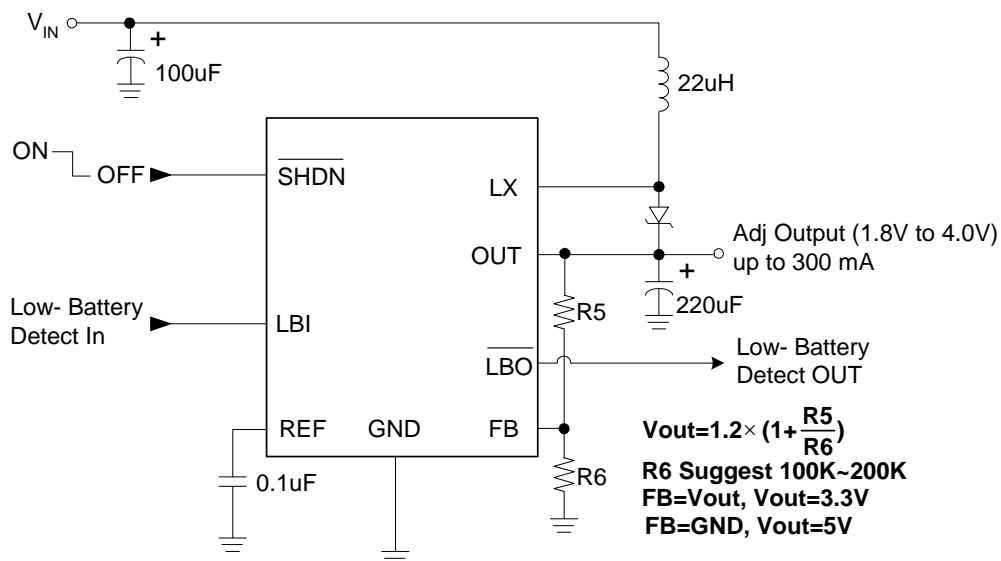 VIN
+
100uF
22uH
ON
OFF
SHDN
LX
Adj Output (1.8V to 4.0V)
up to 300 mA
OUT
+
220uF
R5
Low- Battery
Detect In
LBI
LBO
Low- Battery
Detect OUT
REF
GND
FB
0.1uF
R6
Vout=1.2×(1+R5/R6)
R6 Suggest 100K~200K
FB=Vout, Vout=3.3V
FB=GND, Vout=5V